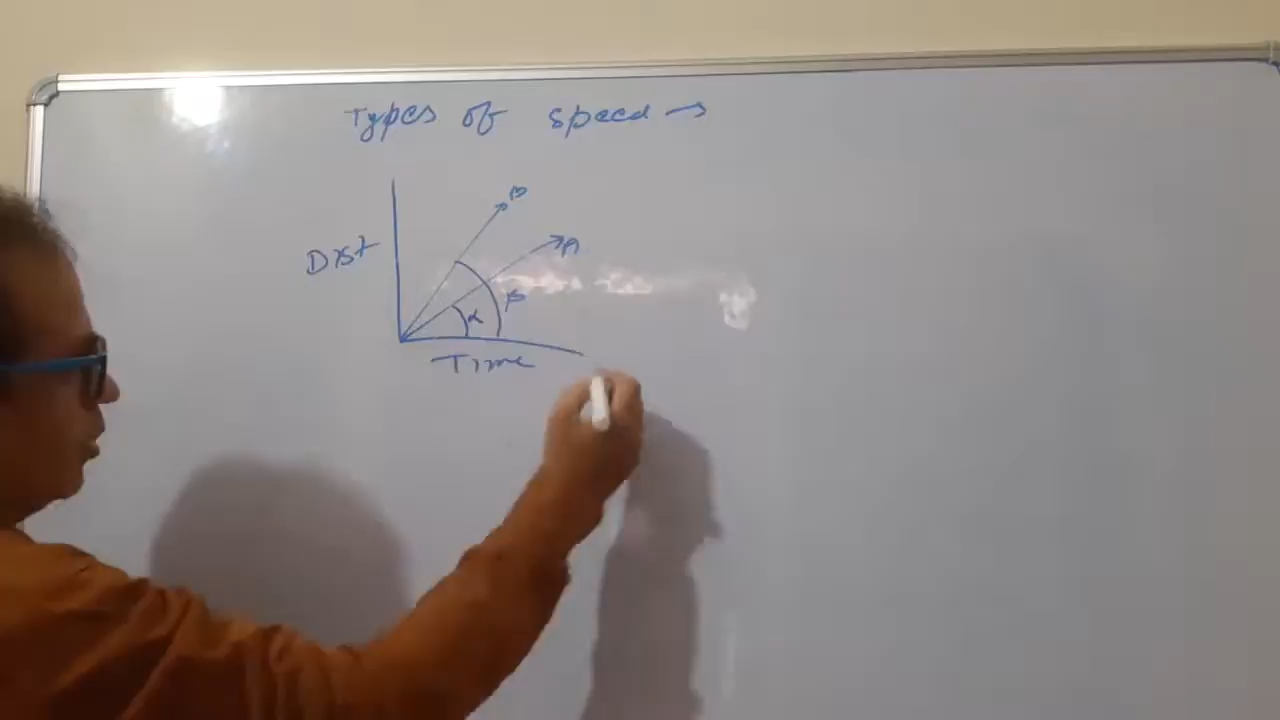 Types of speed →
B
A
Dist
β
α
Time